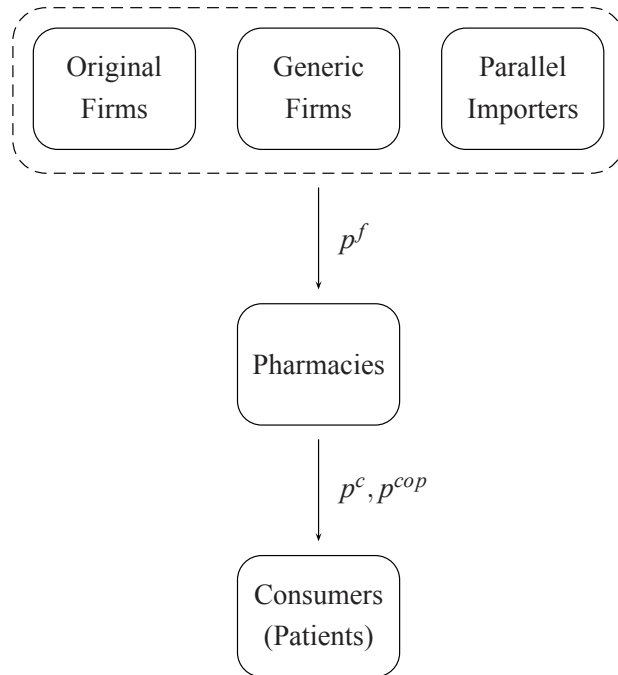 Original
Firms
Generic
Firms
Parallel
Importers
p^f
Pharmacies
p^c, p^{cop}
Consumers
(Patients)